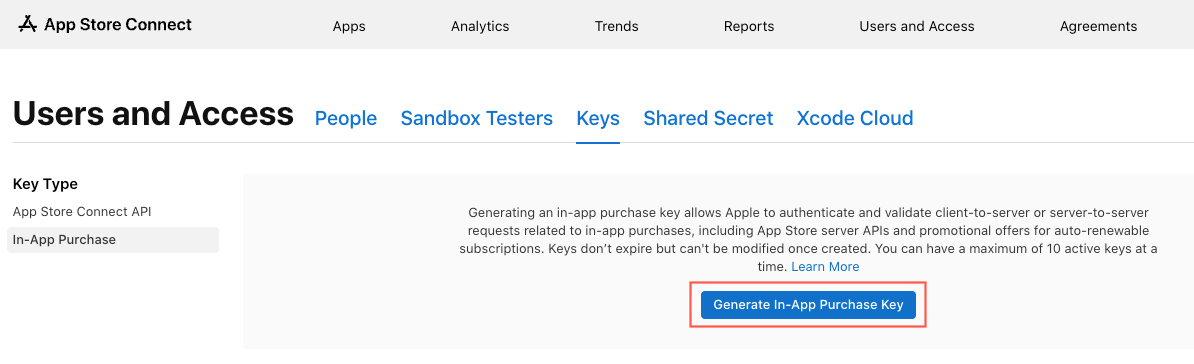 App Store Connect
Apps
Analytics
Trends
Reports
Users and Access
Agreements
Users and Access
People
Sandbox Testers
Keys
Shared Secret
Xcode Cloud
Key Type
App Store Connect API
In-App Purchase
Generating an in-app purchase key allows Apple to authenticate and validate client-to-server or server-to-server
requests related to in-app purchases, including App Store server APIs and promotional offers for auto-renewable
subscriptions. Keys don’t expire but can't be modified once created. You can have a maximum of 10 active keys at a
time. Learn More
Generate In-App Purchase Key